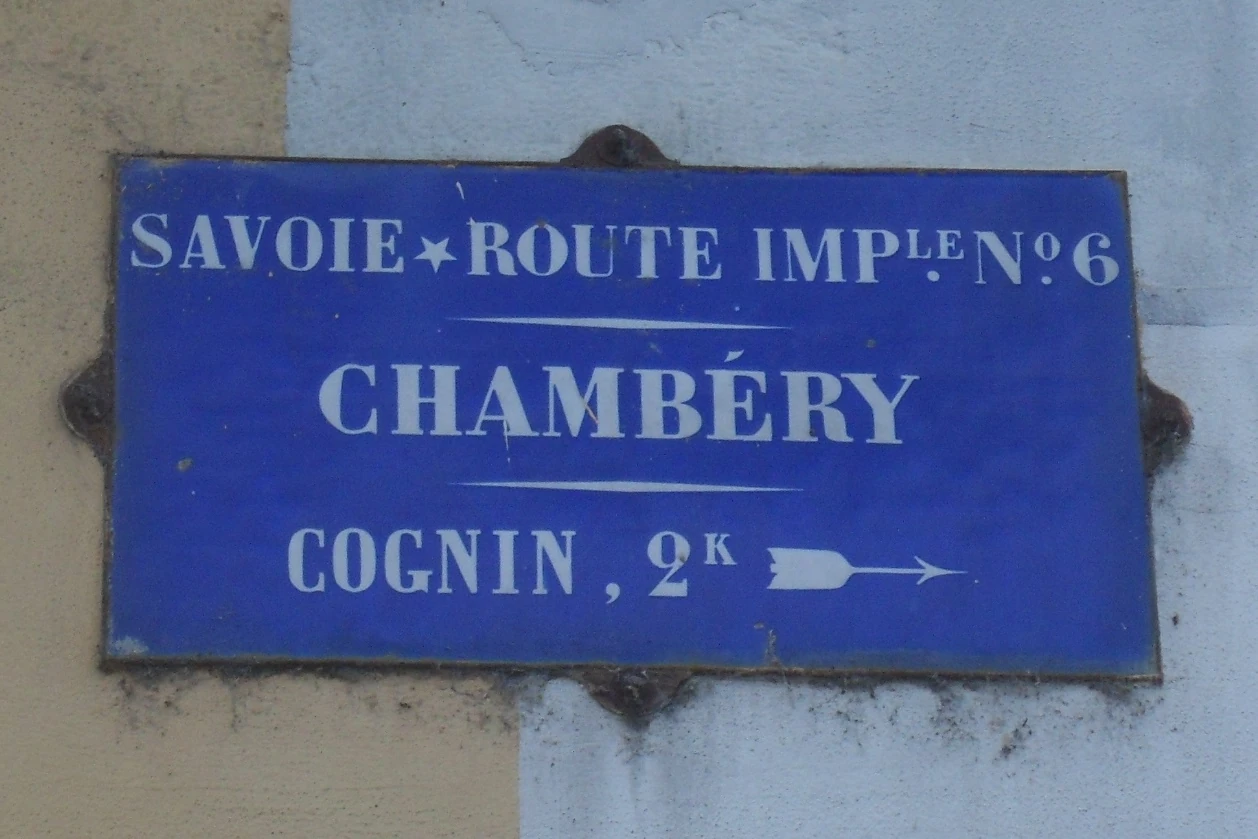 SAVOIE★ROUTE IMPLE. No. 6
CHAMBÉRY
COGNIN, 2K